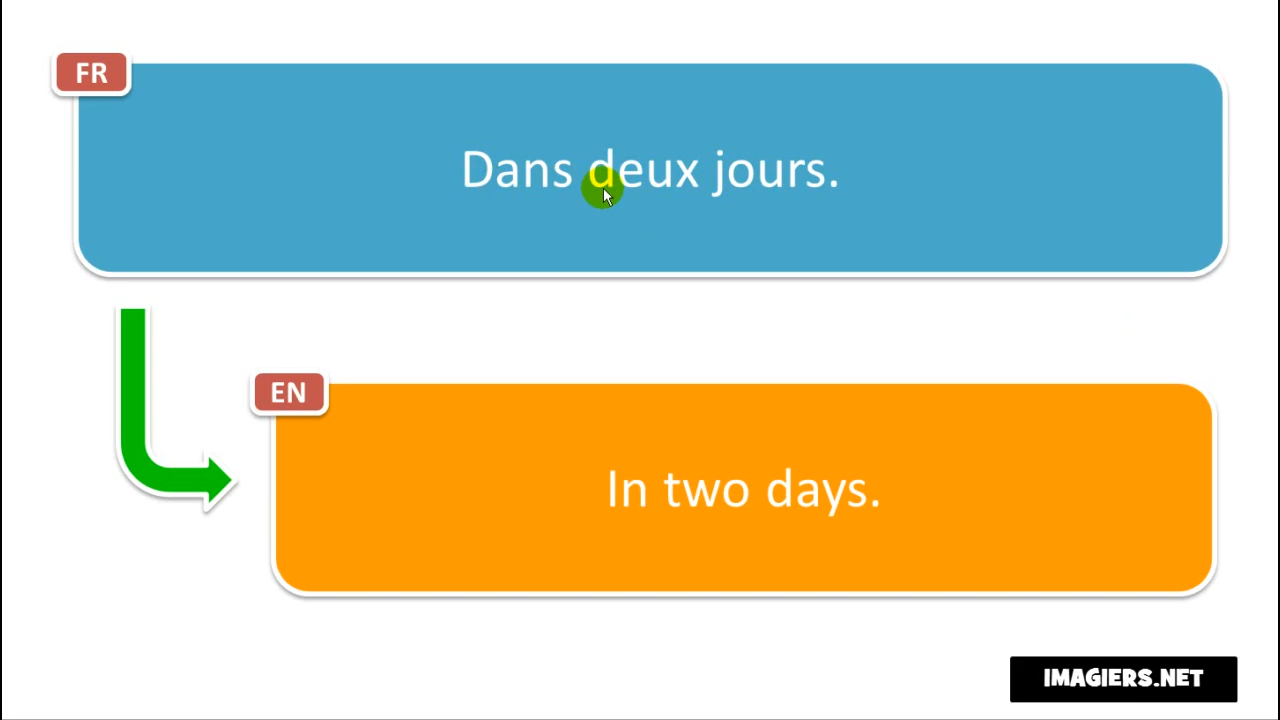 FR
Dans deux jours.
EN
In two days.
IMAGIERS.NET